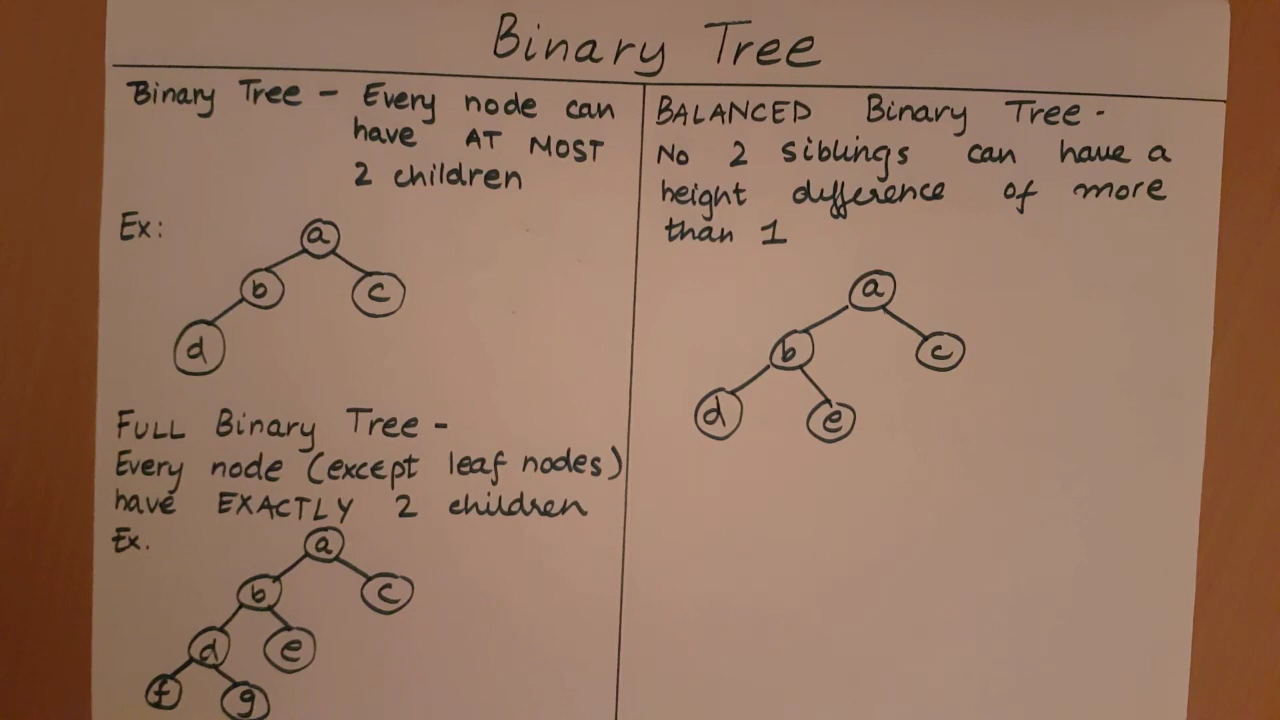 Binary Tree
Binary Tree - Every node can
have AT MOST
2 children
Ex:
a
b c
d
FULL Binary Tree -
Every node (except leaf nodes)
have EXACTLY 2 children
Ex.
a
b c
d e
f g
BALANCED Binary Tree -
No 2 siblings can have a
height difference of more
than 1
a
b c
d e